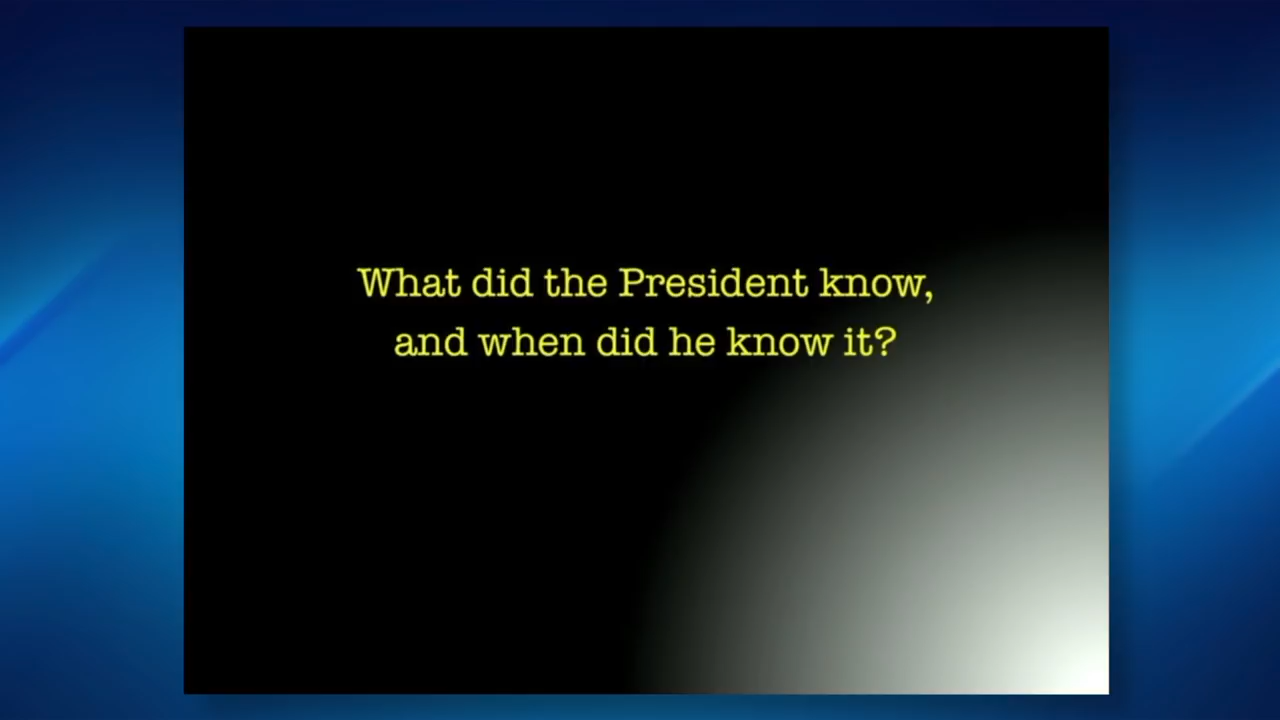 What did the President know,
and when did he know it?